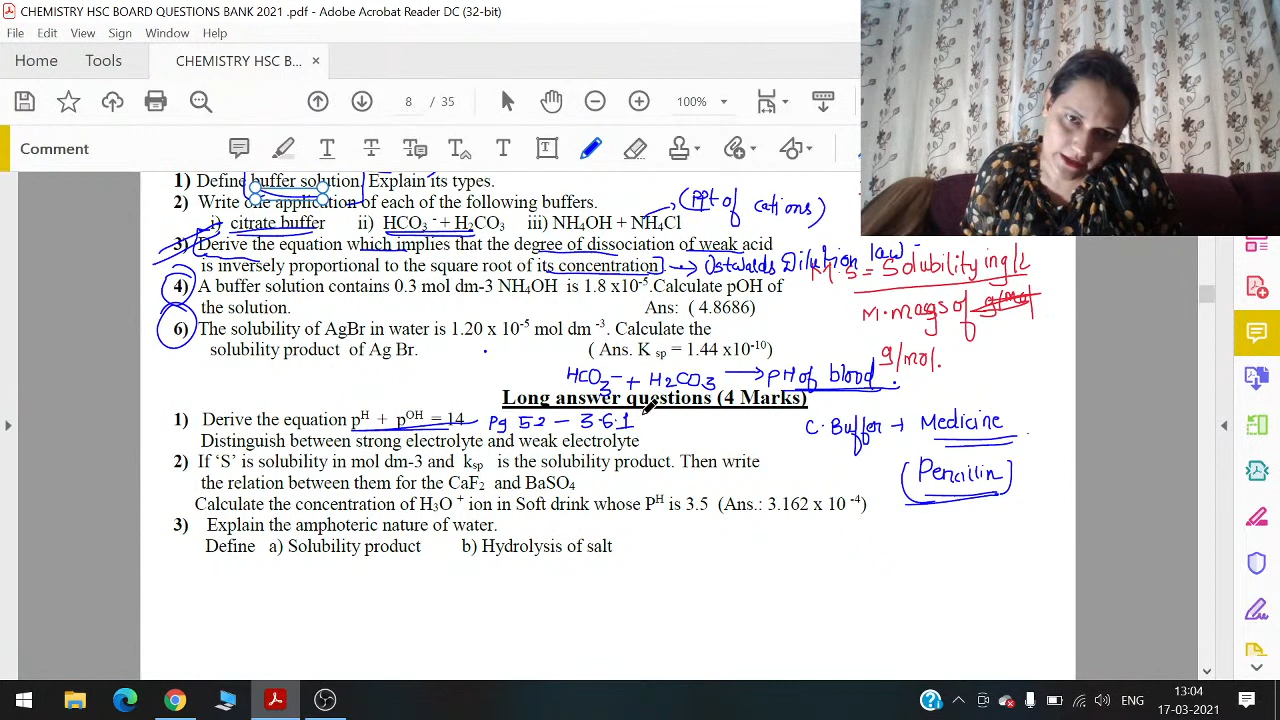 CHEMISTRY HSC BOARD QUESTIONS BANK 2021 .pdf - Adobe Acrobat Reader DC (32-bit)
File Edit View Sign Window Help
Home Tools CHEMISTRY HSC B... ×
8 / 35 100%
Comment
1) Define buffer solution Explain its types.
2) Write one application of each of the following buffers.
(ppt of cations)
i) citrate buffer ii) HCO3 - + H2CO3 iii) NH4OH + NH4Cl
3) Derive the equation which implies that the degree of dissociation of weak acid
is inversely proportional to the square root of its concentration → Ostwalds Dilution law
M. S = Solubility in g/L
M. mass of g/mol
g/mol.
4) A buffer solution contains 0.3 mol dm-3 NH4OH is 1.8 x10-5.Calculate pOH of
the solution. Ans: ( 4.8686)
6) The solubility of AgBr in water is 1.20 x 10-5 mol dm -3. Calculate the
solubility product of Ag Br. ( Ans. K sp = 1.44 x10-10)
HCO3- + H2CO3 → pH of blood.
Long answer questions (4 Marks)
1) Derive the equation pH + pOH = 14 Pg 52 - 3.6.1
C. Buffer → Medicine
Distinguish between strong electrolyte and weak electrolyte
2) If ‘S’ is solubility in mol dm-3 and ksp is the solubility product. Then write
the relation between them for the CaF2 and BaSO4
(Penicillin)
Calculate the concentration of H3O + ion in Soft drink whose PH is 3.5 (Ans.: 3.162 x 10 -4)
3) Explain the amphoteric nature of water.
Define a) Solubility product b) Hydrolysis of salt
ENG 13:04
17-03-2021